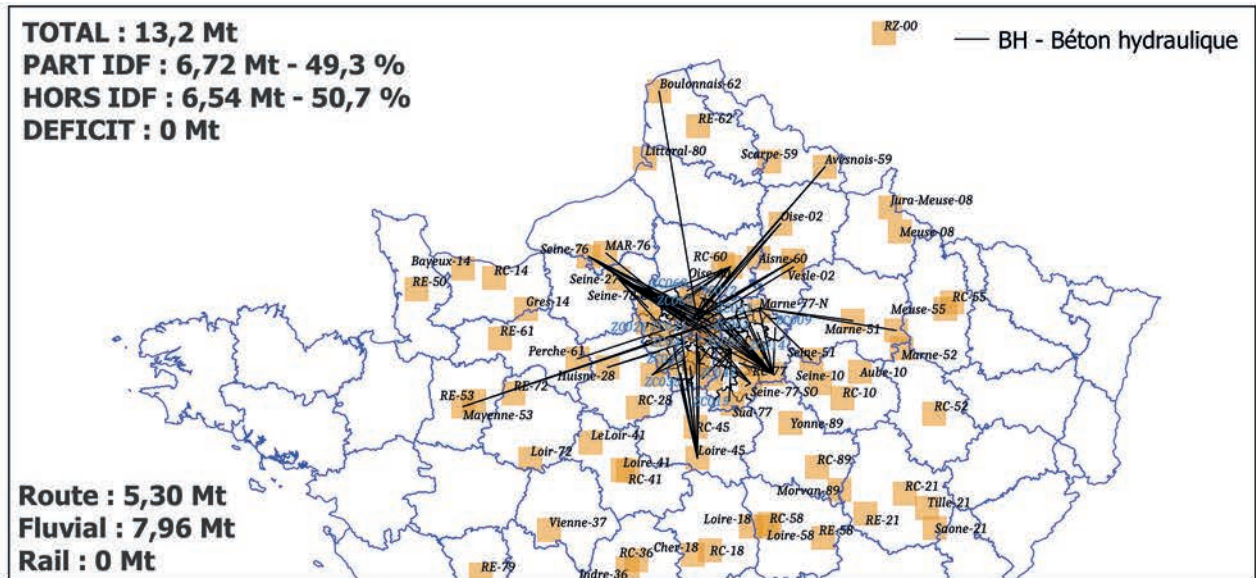 TOTAL : 13,2 Mt
PART IDF : 6,72 Mt - 49,3 %
HORS IDF : 6,54 Mt - 50,7 %
DEFICIT : 0 Mt
RZ-00
BH - Béton hydraulique
Boulonnais-62
RE-62
Littoral-80
Scarpe-59
Avesnois-59
Jura-Meuse-08
Oise-02
Meuse-08
Seine-76
MAR-76
RC-60
Aisne-60
Bayeux-14
RC-14
Seine-27
Vesle-02
RE-50
Seine-78
Marne-77-N
RC-55
Gres-14
Meuse-55
Marne-51
RE-61
Perche-61
Seine-51
Marne-52
Huisne-28
Seine-10
Aube-10
RE-72
Seine-77-SO
RE-53
RC-28
RC-10
Mayenne-53
Sud-77
RC-52
RC-45
Yonne-89
LeLoir-41
Loir-72
Loire-45
Loire-41
RC-41
RC-89
Morvan-89
RC-21
Tille-21
Route : 5,30 Mt
Fluvial : 7,96 Mt
Rail : 0 Mt
Vienne-37
Loire-18
RC-58
Loire-58
RE-58
RE-21
Saone-21
Cher-18
RC-18
RC-36
Indre-36
RE-79